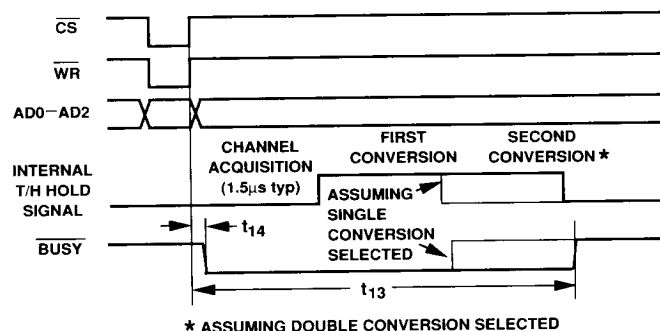 CS
WR
AD0–AD2
CHANNEL
ACQUISITION
(1.5µs typ)
FIRST
CONVERSION
SECOND
CONVERSION *
INTERNAL
T/H HOLD
SIGNAL
ASSUMING
SINGLE
CONVERSION
SELECTED
t14
BUSY
t13
* ASSUMING DOUBLE CONVERSION SELECTED